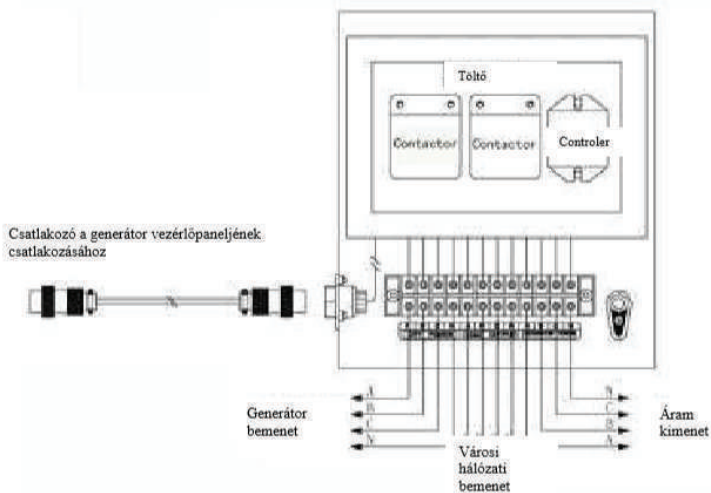 Töltő
Contactor
Contactor
Controler
Csatlakozó a generátor vezérlőpaneljének
csatlakozásához
A
B
C
N
Generátor
bemenet
N
C
B
A
Áram
kimenet
Városi
hálózati
bemenet